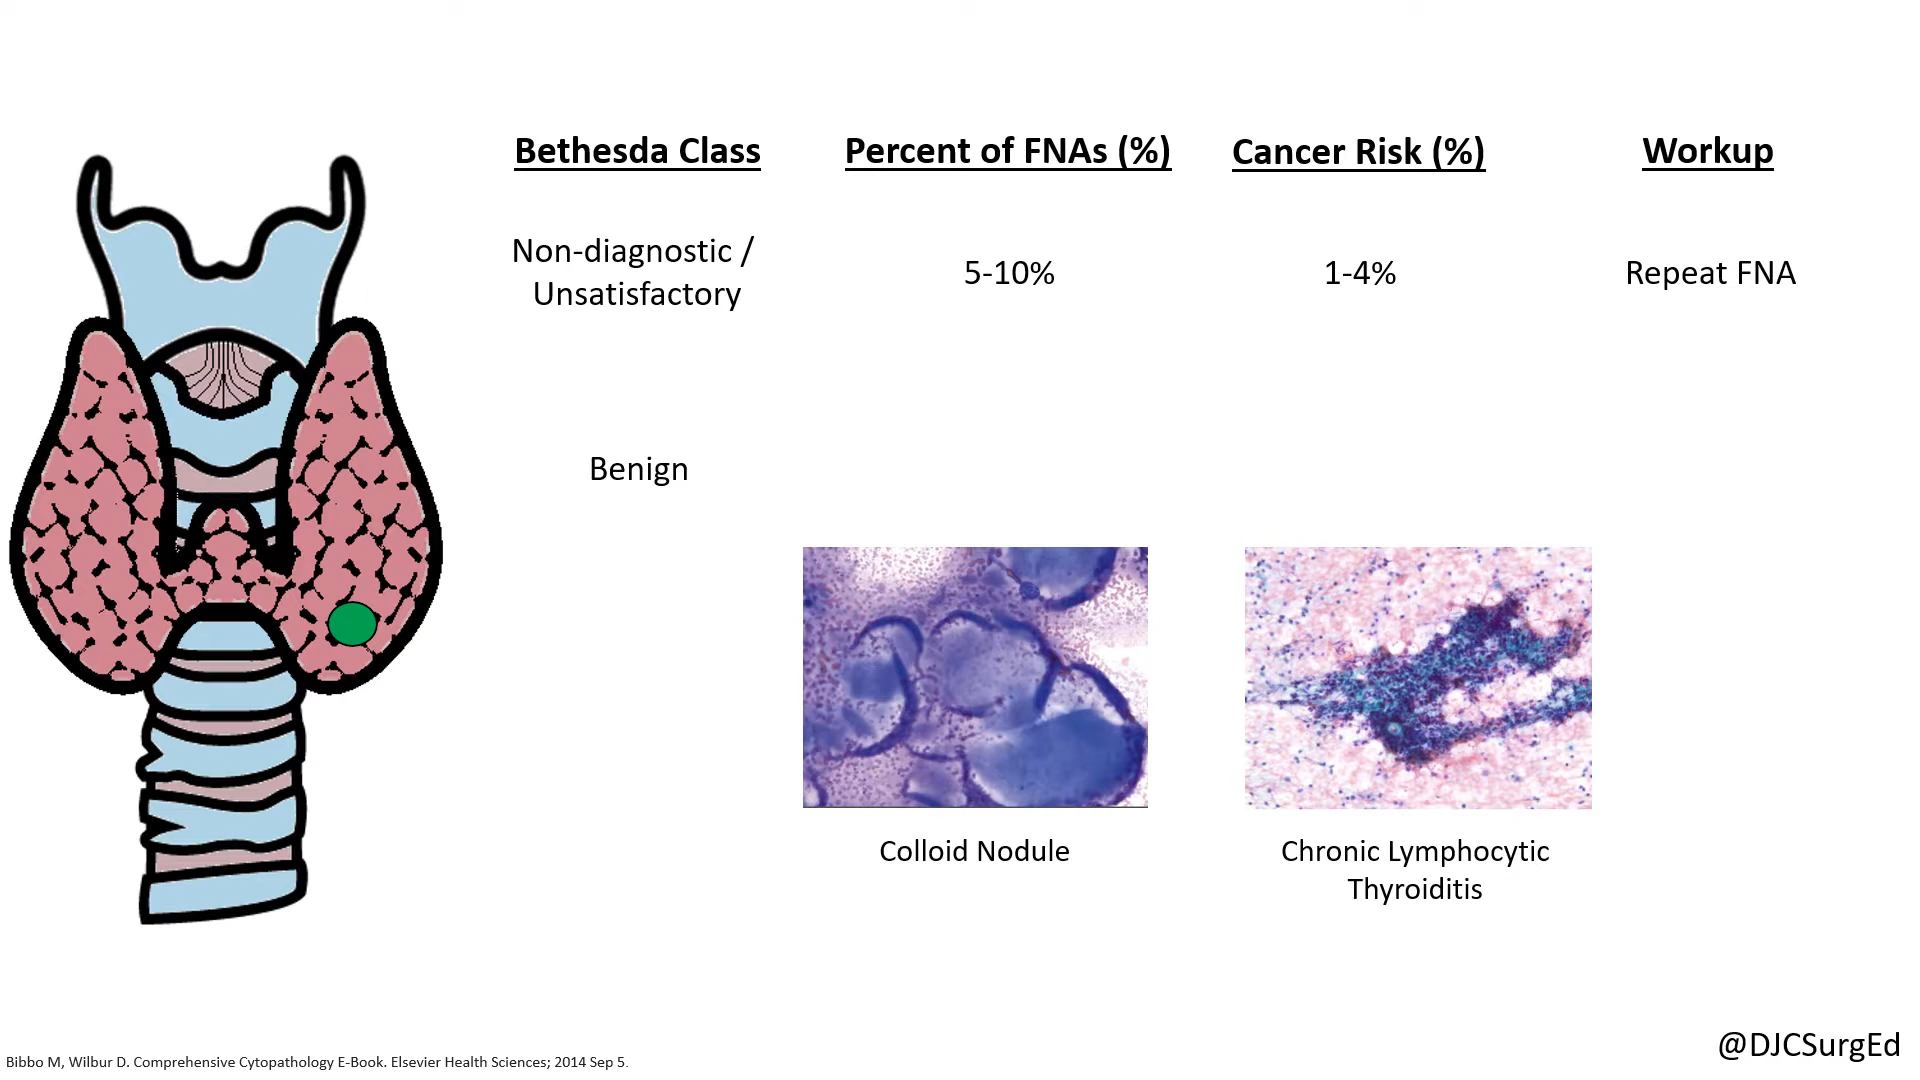 Bethesda Class
Percent of FNAs (%)
Cancer Risk (%)
Workup
Non-diagnostic /
Unsatisfactory
5-10%
1-4%
Repeat FNA
Benign
Colloid Nodule
Chronic Lymphocytic
Thyroiditis
@DJCSurgEd
Bibbo M, Wilbur D. Comprehensive Cytopathology E-Book. Elsevier Health Sciences; 2014 Sep 5.